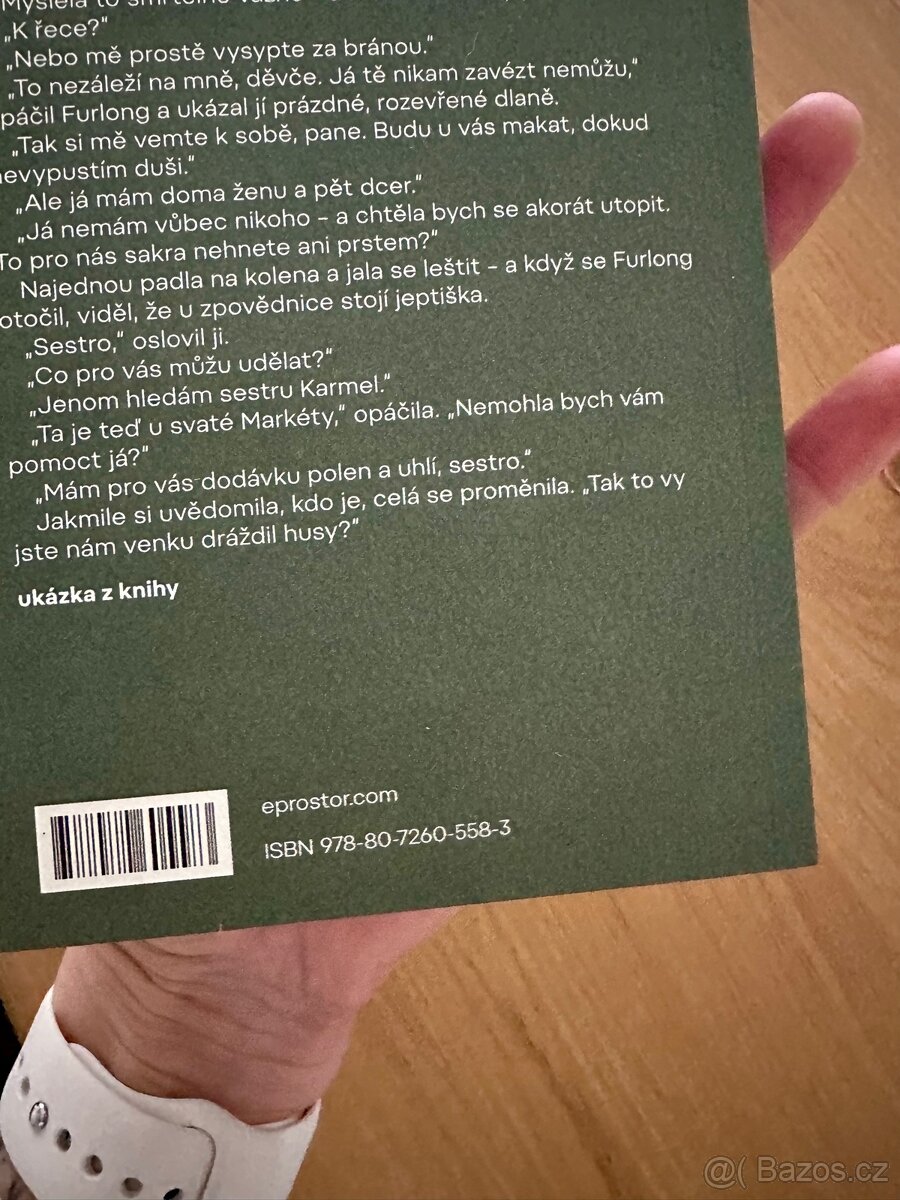 Myslela to smrtelně vážně
„K řece?“
„Nebo mě prostě vysypte za bránou.“
„To nezáleží na mně, děvče. Já tě nikam zavézt nemůžu,“
páčil Furlong a ukázal jí prázdné, rozevřené dlaně.
„Tak si mě vemte k sobě, pane. Budu u vás makat, dokud
nevypustím duši.“
„Ale já mám doma ženu a pět dcer.“
„Já nemám vůbec nikoho – a chtěla bych se akorát utopit.
To pro nás sakra nehnete ani prstem?“
Najednou padla na kolena a jala se leštit – a když se Furlong
otočil, viděl, že u zpovědnice stojí jeptiška.
„Sestro,“ oslovil ji.
„Co pro vás můžu udělat?“
„Jenom hledám sestru Karmel.“
„Ta je teď u svaté Markéty,“ opáčila. „Nemohla bych vám
pomoct já?“
„Mám pro vás dodávku polen a uhlí, sestro.“
Jakmile si uvědomila, kdo je, celá se proměnila. „Tak to vy
jste nám venku dráždil husy?“
ukázka z knihy
eprostor.com
ISBN 978-80-7260-558-3
@( Bazos.cz